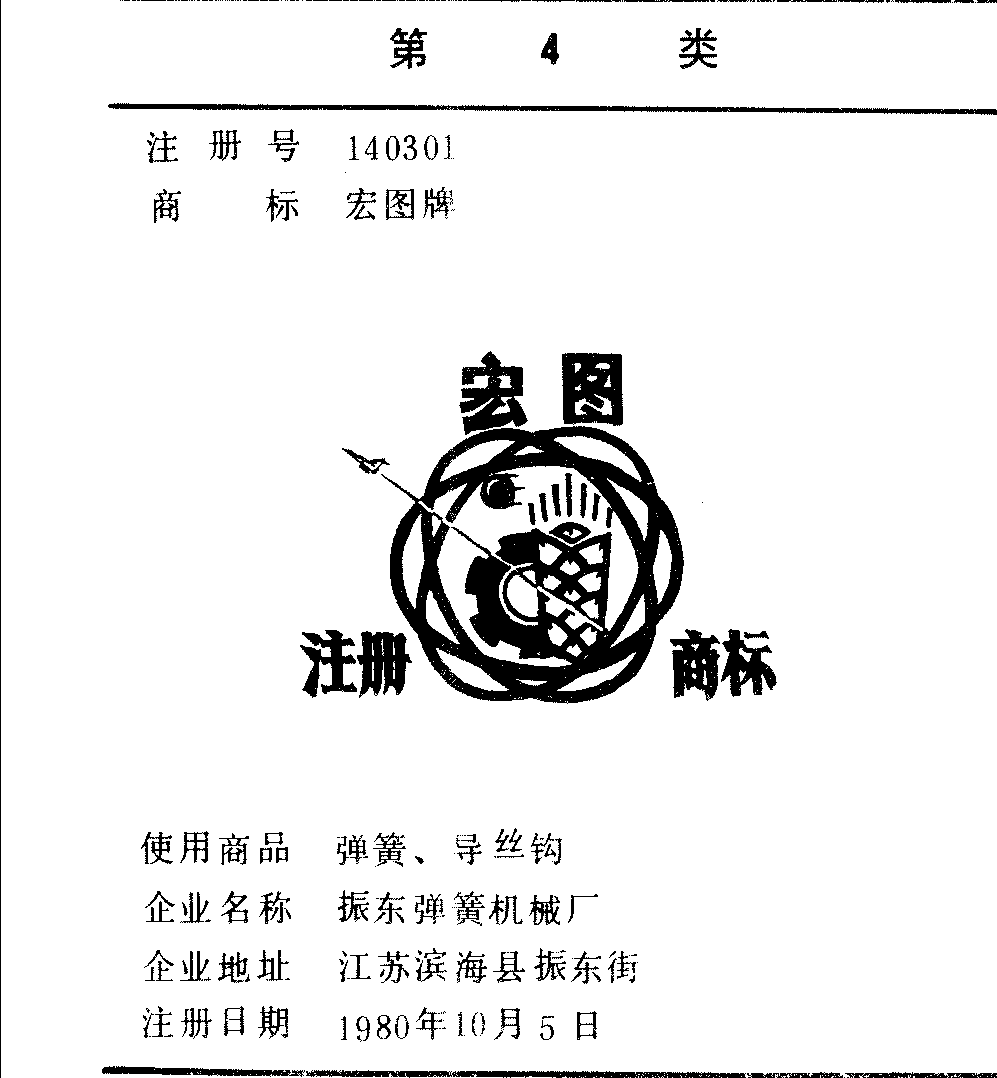 第 4 类
注册号 140301
商标 宏图牌
宏图
注册 商标
使用商品 弹簧、导丝钩
企业名称 振东弹簧机械厂
企业地址 江苏滨海县振东街
注册日期 1980年10月5日